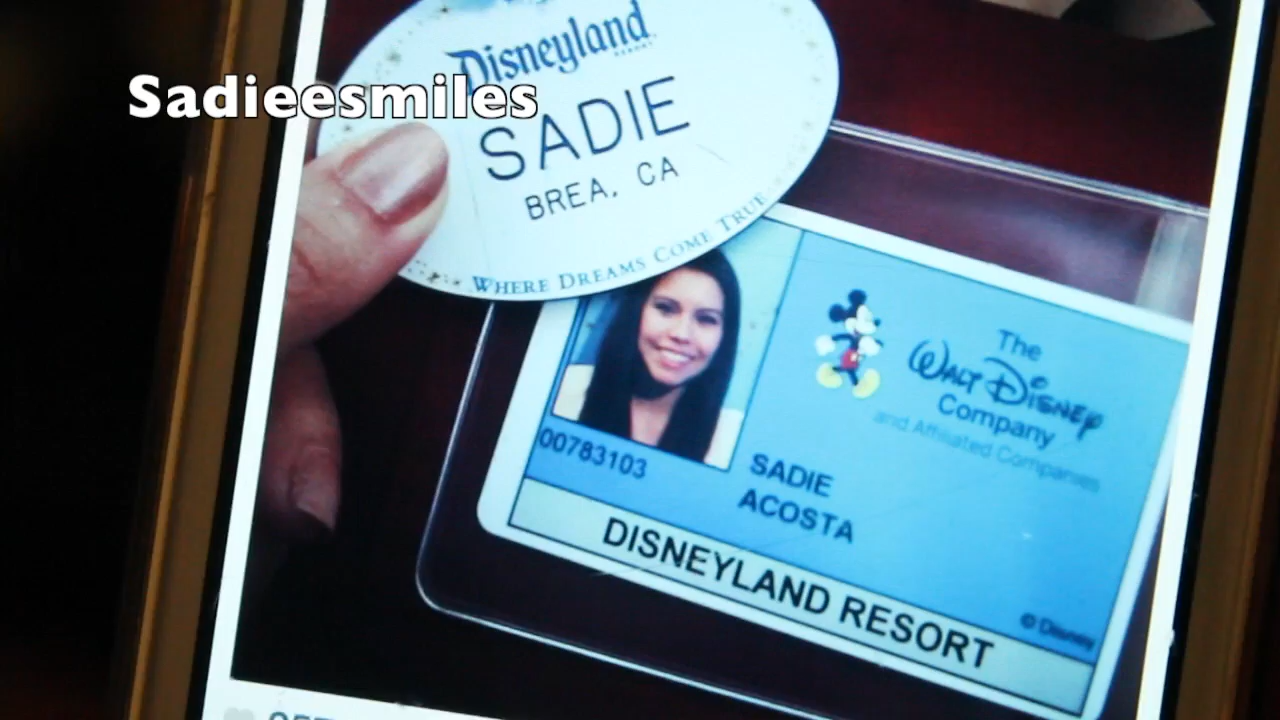 Sadieesmiles
Disneyland
RESORT
SADIE
BREA, CA
WHERE DREAMS COME TRUE
The
WALT DISNEY
Company
and Affiliated Companies
00783103
SADIE
ACOSTA
DISNEYLAND RESORT
© Disney